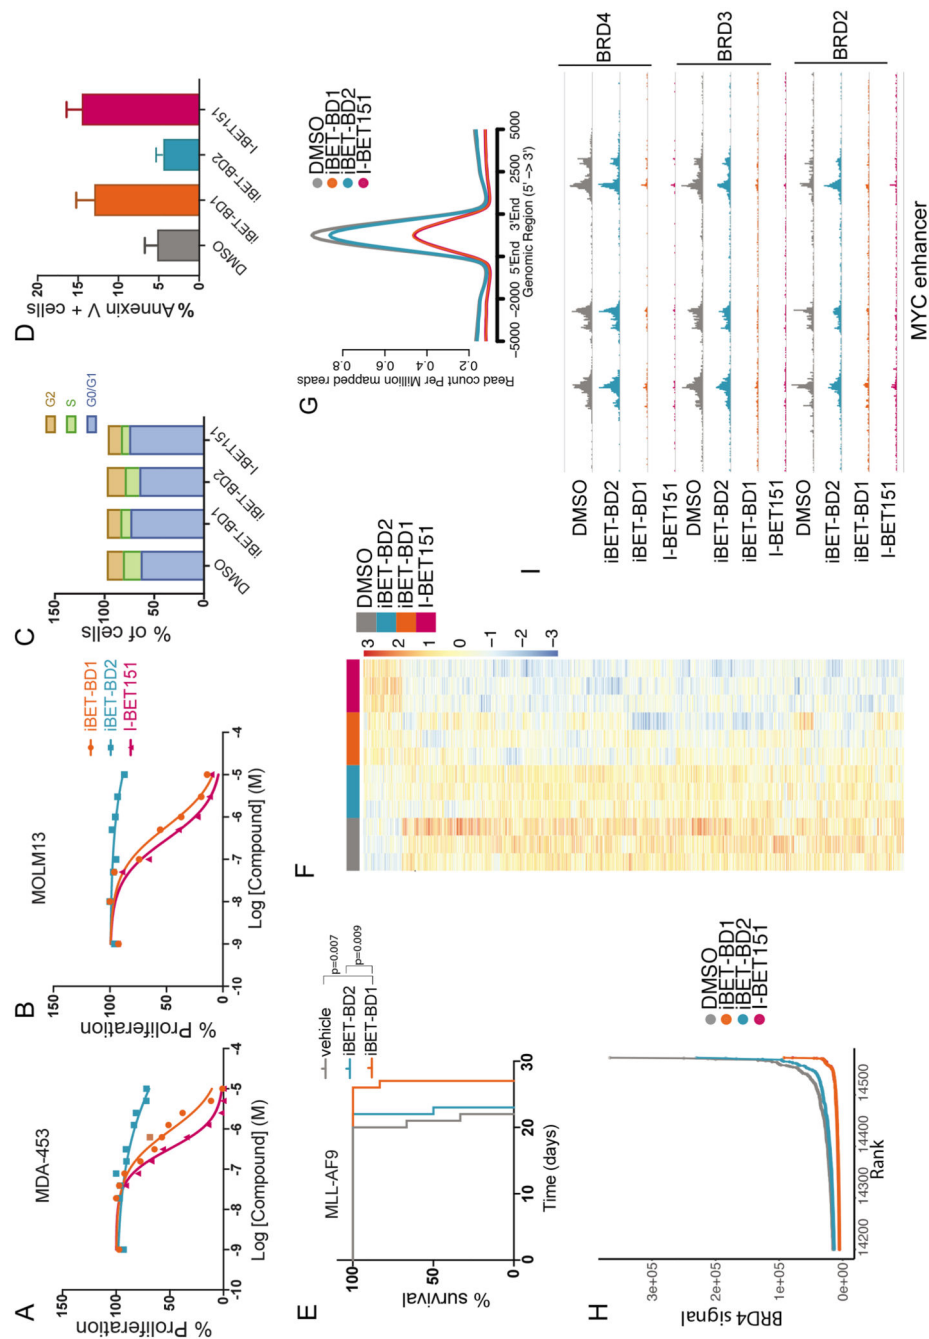 A
MDA-453
% Proliferation
150
100
50
0
-10
-9
-8
-7
-6
-5
-4
Log [Compound] (M)
B
MOLM13
% Proliferation
150
100
50
0
-10
-9
-8
-7
-6
-5
-4
Log [Compound] (M)
iBET-BD1
iBET-BD2
I-BET151
C
% of cells
150
100
50
0
DMSO
iBET-BD1
iBET-BD2
I-BET151
G2
S
G0/G1
D
% Annexin V + cells
20
15
10
5
0
DMSO
iBET-BD1
iBET-BD2
I-BET151
E
MLL-AF9
% survival
100
50
0
0
10
20
30
Time (days)
vehicle
iBET-BD2
iBET-BD1
p=0.007
p=0.009
F
DMSO
iBET-BD2
iBET-BD1
I-BET151
3
2
1
0
−1
−2
−3
G
Read count Per Million mapped reads
0.8
0.6
0.4
0.2
−5000
−2000
5'End
3'End
2500
5000
Genomic Region (5' −> 3')
DMSO
iBET-BD1
iBET-BD2
I-BET151
H
BRD4 signal
3e+05
2e+05
1e+05
0e+00
14200
14300
14400
14500
Rank
DMSO
iBET-BD1
iBET-BD2
I-BET151
I
DMSO
iBET-BD2
iBET-BD1
I-BET151
BRD4
DMSO
iBET-BD2
iBET-BD1
I-BET151
BRD3
DMSO
iBET-BD2
iBET-BD1
I-BET151
BRD2
MYC enhancer